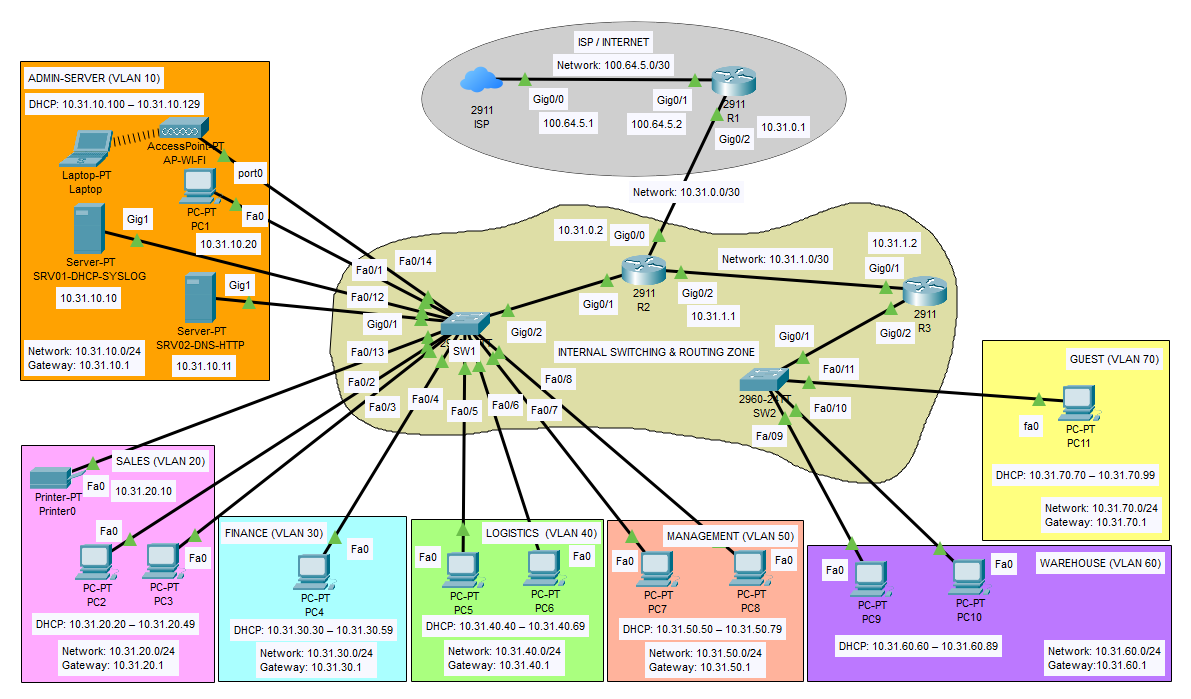 ISP / INTERNET
Network: 100.64.5.0/30
Gig0/0
Gig0/1
2911
ISP
100.64.5.1
100.64.5.2
2911
R1
Gig0/2
10.31.0.1
Network: 10.31.0.0/30
ADMIN-SERVER (VLAN 10)
DHCP: 10.31.10.100 – 10.31.10.129
AccessPoint-PT
AP-WI-FI
Laptop-PT
Laptop
port0
PC-PT
PC1
Fa0
10.31.10.20
Gig1
Server-PT
SRV01-DHCP-SYSLOG
10.31.10.10
Gig1
Server-PT
SRV02-DNS-HTTP
10.31.10.11
Network: 10.31.10.0/24
Gateway: 10.31.10.1
10.31.0.2
Gig0/0
2911
R2
Gig0/1
Gig0/2
10.31.1.1
Network: 10.31.1.0/30
10.31.1.2
Gig0/1
2911
R3
Gig0/2
Fa0/14
Fa0/1
Fa0/12
Gig0/1
Fa0/13
Fa0/2
Fa0/3
Fa0/4
Fa0/5
Fa0/6
Fa0/7
Fa0/8
Gig0/2
SW1
INTERNAL SWITCHING & ROUTING ZONE
Gig0/1
Fa0/11
2960-24TT
SW2
Fa0/10
Fa/09
GUEST (VLAN 70)
fa0
PC-PT
PC11
DHCP: 10.31.70.70 – 10.31.70.99
Network: 10.31.70.0/24
Gateway: 10.31.70.1
SALES (VLAN 20)
Fa0
10.31.20.10
Printer-PT
Printer0
Fa0
Fa0
PC-PT
PC2
PC-PT
PC3
DHCP: 10.31.20.20 – 10.31.20.49
Network: 10.31.20.0/24
Gateway: 10.31.20.1
FINANCE (VLAN 30)
Fa0
PC-PT
PC4
DHCP: 10.31.30.30 – 10.31.30.59
Network: 10.31.30.0/24
Gateway: 10.31.30.1
LOGISTICS (VLAN 40)
Fa0
Fa0
PC-PT
PC5
PC-PT
PC6
DHCP: 10.31.40.40 – 10.31.40.69
Network: 10.31.40.0/24
Gateway: 10.31.40.1
MANAGEMENT (VLAN 50)
Fa0
Fa0
PC-PT
PC7
PC-PT
PC8
DHCP: 10.31.50.50 – 10.31.50.79
Network: 10.31.50.0/24
Gateway: 10.31.50.1
WAREHOUSE (VLAN 60)
Fa0
Fa0
PC-PT
PC9
PC-PT
PC10
DHCP: 10.31.60.60 – 10.31.60.89
Network: 10.31.60.0/24
Gateway:10.31.60.1